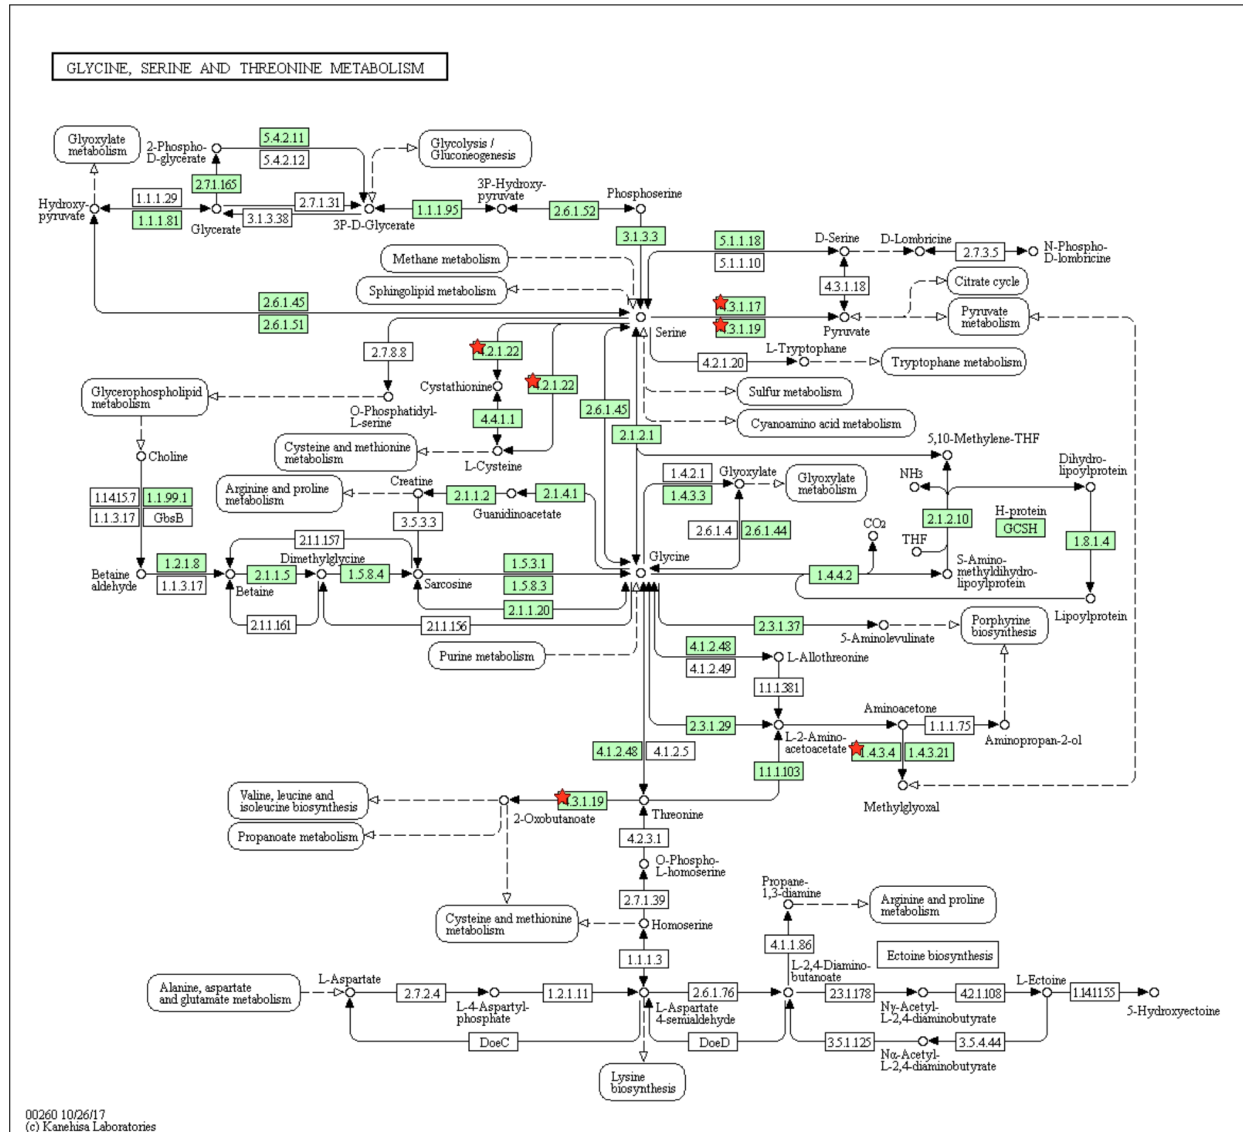 GLYCINE, SERINE AND THREONINE METABOLISM
Glyoxylate
metabolism
2-Phospho-
D-glycerate
5.4.2.11
5.4.2.12
Glycolysis /
Gluconeogenesis
Hydroxy-
pyruvate
1.1.1.29
1.1.1.81
2.7.1.165
Glycerate
2.7.1.31
3.1.3.38
3P-D-Glycerate
1.1.1.95
3P-Hydroxy-
pyruvate
2.6.1.52
Phosphoserine
3.1.3.3
Methane metabolism
Sphingolipid metabolism
5.1.1.18
5.1.1.10
D-Serine
D-Lombricine
2.7.3.5
N-Phospho-
D-lombricine
4.3.1.18
Citrate cycle
2.6.1.45
2.6.1.51
Serine
4.3.1.17
4.3.1.19
Pyruvate
Pyruvate
metabolism
2.7.8.8
4.2.1.22
Cystathionine
4.2.1.22
4.2.1.20
L-Tryptophane
Tryptophane metabolism
Glycerophospholipid
metabolism
O-Phosphatidyl-
L-serine
4.4.1.1
2.6.1.45
2.1.2.1
Sulfur metabolism
Cyanoamino acid metabolism
Cysteine and methionine
metabolism
L-Cysteine
Choline
5,10-Methylene-THF
Dihydro-
lipoylprotein
1.14.15.7
1.1.99.1
1.1.3.17
GbsB
Arginine and proline
metabolism
Creatine
2.1.1.2
Guanidinoacetate
2.1.4.1
1.4.2.1
1.4.3.3
Glyoxylate
Glyoxylate
metabolism
NH3
3.5.3.3
2.6.1.4
2.6.1.44
CO2
2.1.2.10
H-protein
GCSH
1.8.1.4
THF
2.1.1.157
Betaine
aldehyde
1.2.1.8
1.1.3.17
Betaine
2.1.1.5
Dimethylglycine
1.5.8.4
Sarcosine
1.5.3.1
1.5.8.3
2.1.1.20
Glycine
1.4.4.2
S-Amino-
methyldihydro-
lipoylprotein
Lipoylprotein
2.1.1.161
2.1.1.156
Purine metabolism
2.3.1.37
5-Aminolevulinate
Porphyrine
biosynthesis
4.1.2.48
4.1.2.49
L-Allothreonine
1.1.1.381
2.3.1.29
L-2-Amino-
acetoacetate
Aminoacetone
1.1.1.75
Aminopropan-2-ol
4.1.2.48
4.1.2.5
1.1.1.103
1.4.3.4
1.4.3.21
Methylglyoxal
Valine, leucine and
isoleucine biosynthesis
2-Oxobutanoate
4.3.1.19
Threonine
Propanoate metabolism
4.2.3.1
O-Phospho-
L-homoserine
2.7.1.39
Cysteine and methionine
metabolism
Homoserine
Propane-
1,3-diamine
Arginine and proline
metabolism
4.1.1.86
Ectoine biosynthesis
1.1.1.3
Alanine, aspartate
and glutamate metabolism
L-Aspartate
2.7.2.4
L-4-Aspartyl-
phosphate
1.2.1.11
L-Aspartate
4-semialdehyde
2.6.1.76
L-2,4-Diamino-
butanoate
2.3.1.178
Nγ-Acetyl-
L-2,4-diaminobutyrate
4.2.1.108
L-Ectoine
1.14.11.55
5-Hydroxyectoine
DoeC
DoeD
3.5.1.125
Nα-Acetyl-
L-2,4-diaminobutyrate
3.5.4.44
Lysine
biosynthesis
00260 10/26/17
(c) Kanehisa Laboratories